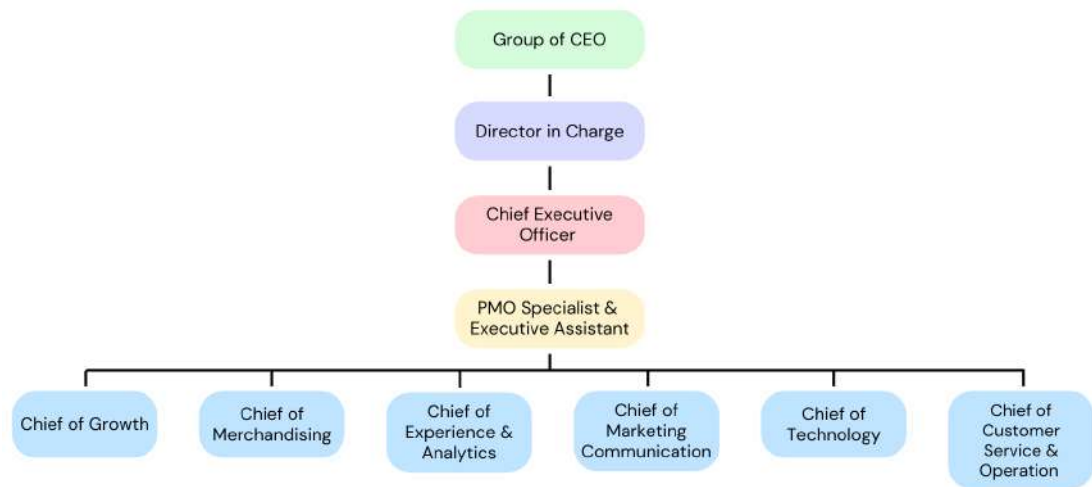 Group of CEO
Director in Charge
Chief Executive
Officer
PMO Specialist &
Executive Assistant
Chief of Growth
Chief of
Merchandising
Chief of
Experience &
Analytics
Chief of
Marketing
Communication
Chief of
Technology
Chief of
Customer
Service &
Operation